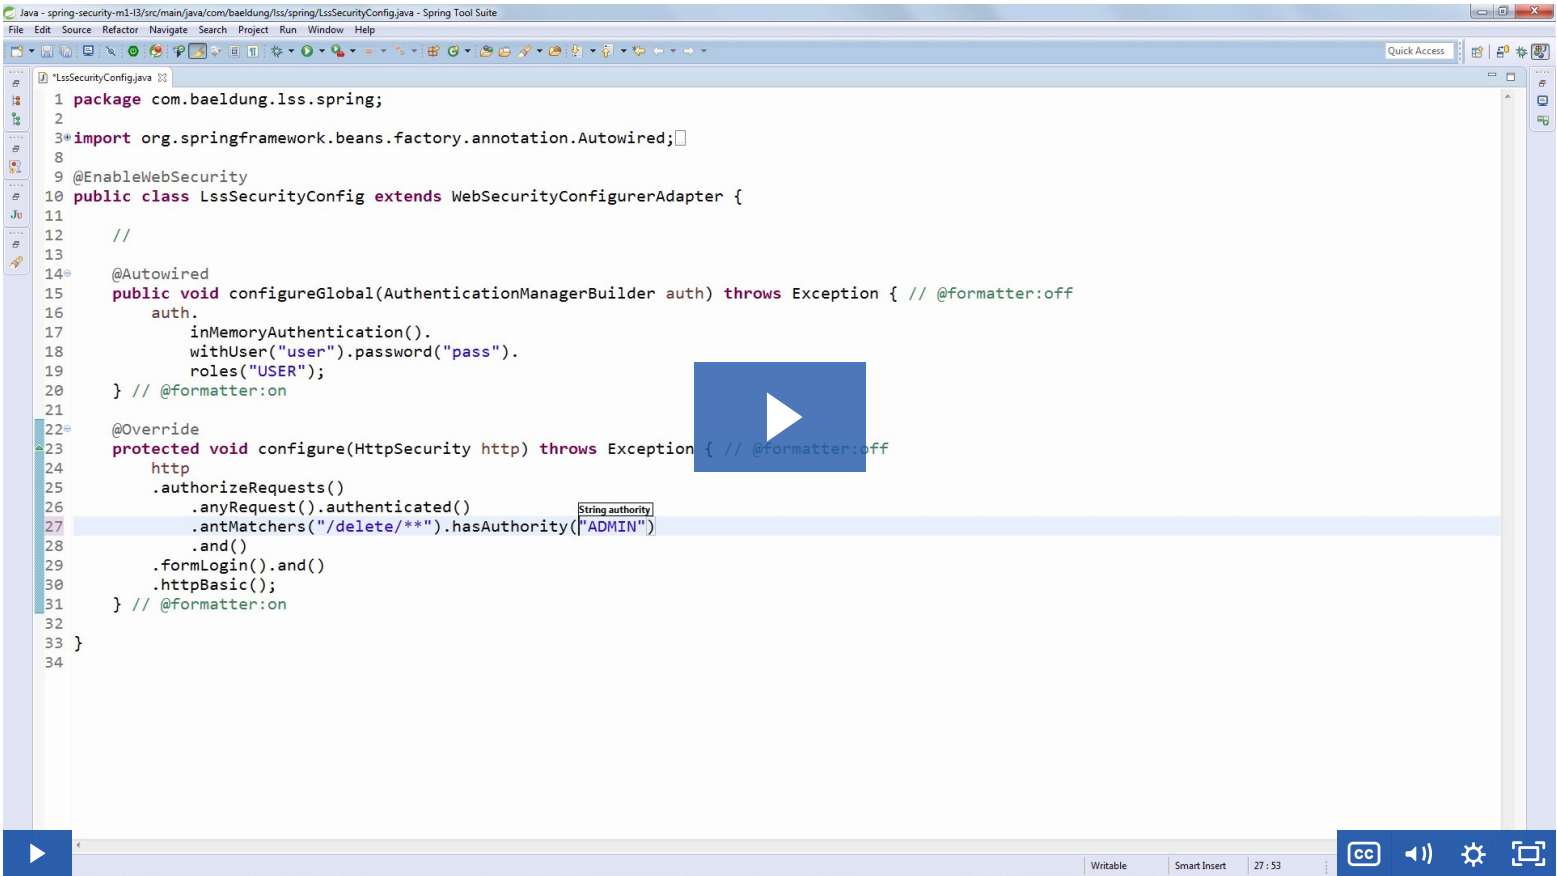 Java - spring-security-m1-l3/src/main/java/com/baeldung/lss/spring/LssSecurityConfig.java - Spring Tool Suite
File Edit Source Refactor Navigate Search Project Run Window Help
Quick Access
*LssSecurityConfig.java
1 package com.baeldung.lss.spring;
2
3 import org.springframework.beans.factory.annotation.Autowired;
8
9 @EnableWebSecurity
10 public class LssSecurityConfig extends WebSecurityConfigurerAdapter {
11
12 //
13
14 @Autowired
15 public void configureGlobal(AuthenticationManagerBuilder auth) throws Exception { // @formatter:off
16 auth.
17 inMemoryAuthentication().
18 withUser("user").password("pass").
19 roles("USER");
20 } // @formatter:on
21
22 @Override
23 protected void configure(HttpSecurity http) throws Exception { // @formatter:off
24 http
25 .authorizeRequests()
26 .anyRequest().authenticated()
String authority
27 .antMatchers("/delete/**").hasAuthority("ADMIN")
28 .and()
29 .formLogin().and()
30 .httpBasic();
31 } // @formatter:on
32
33 }
34
Ju
CC
Writable Smart Insert 27 : 53